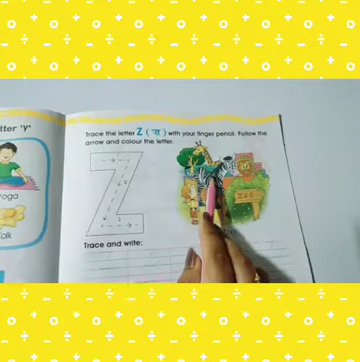 tter 'Y'
Trace the letter Z ( ज़ ) with your finger pencil. Follow the
arrow and colour the letter.
Yoga
Yolk
Trace and write: